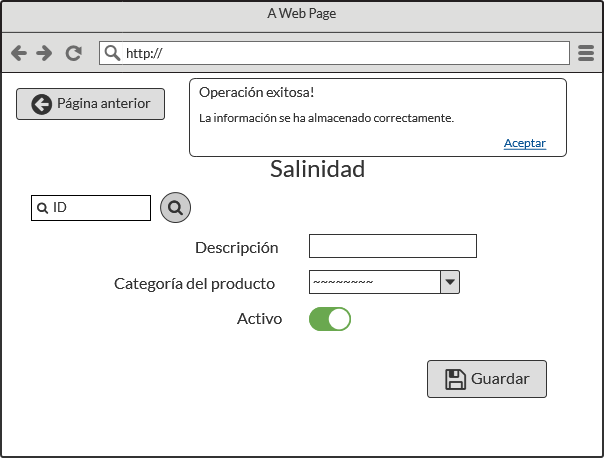 A Web Page
http://
Página anterior
Operación exitosa!
La información se ha almacenado correctamente.
Aceptar
Salinidad
ID
Descripción
Categoría del producto
~~~~~~~~
Activo
Guardar